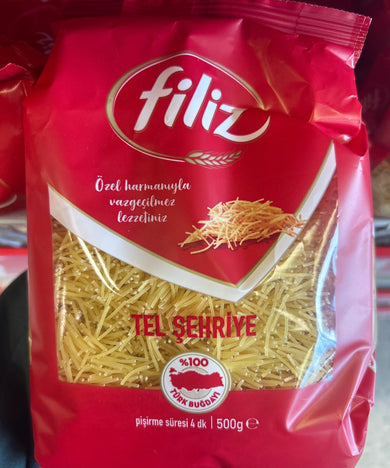 filiz
Özel harmanıyla
vazgeçilmez
lezzetiniz
TEL ŞEHRİYE
%100
TÜRK BUĞDAYI
pişirme süresi 4 dk | 500g e